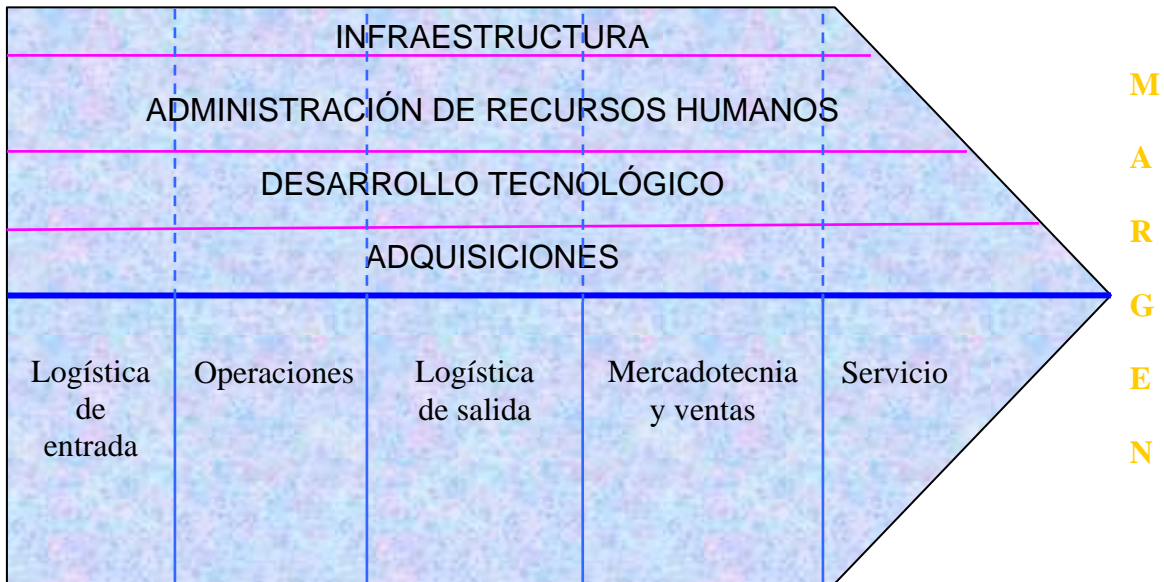 INFRAESTRUCTURA
ADMINISTRACIÓN DE RECURSOS HUMANOS
DESARROLLO TECNOLÓGICO
ADQUISICIONES
Logística
de
entrada
Operaciones
Logística
de salida
Mercadotecnia
y ventas
Servicio
M
A
R
G
E
N